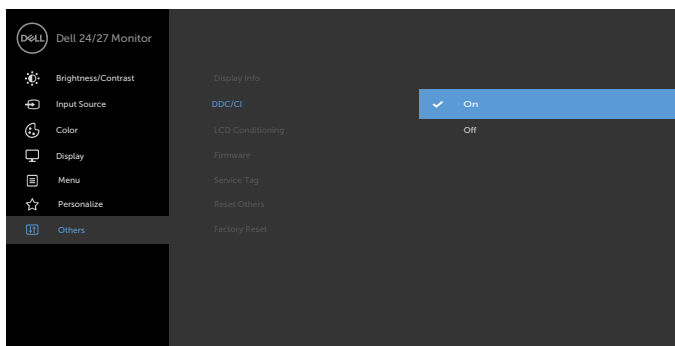 DELL
Dell 24/27 Monitor
Brightness/Contrast
Input Source
Color
Display
Menu
Personalize
Others
Display Info
DDC/CI
LCD Conditioning
Firmware
Service Tag
Reset Others
Factory Reset
On
Off